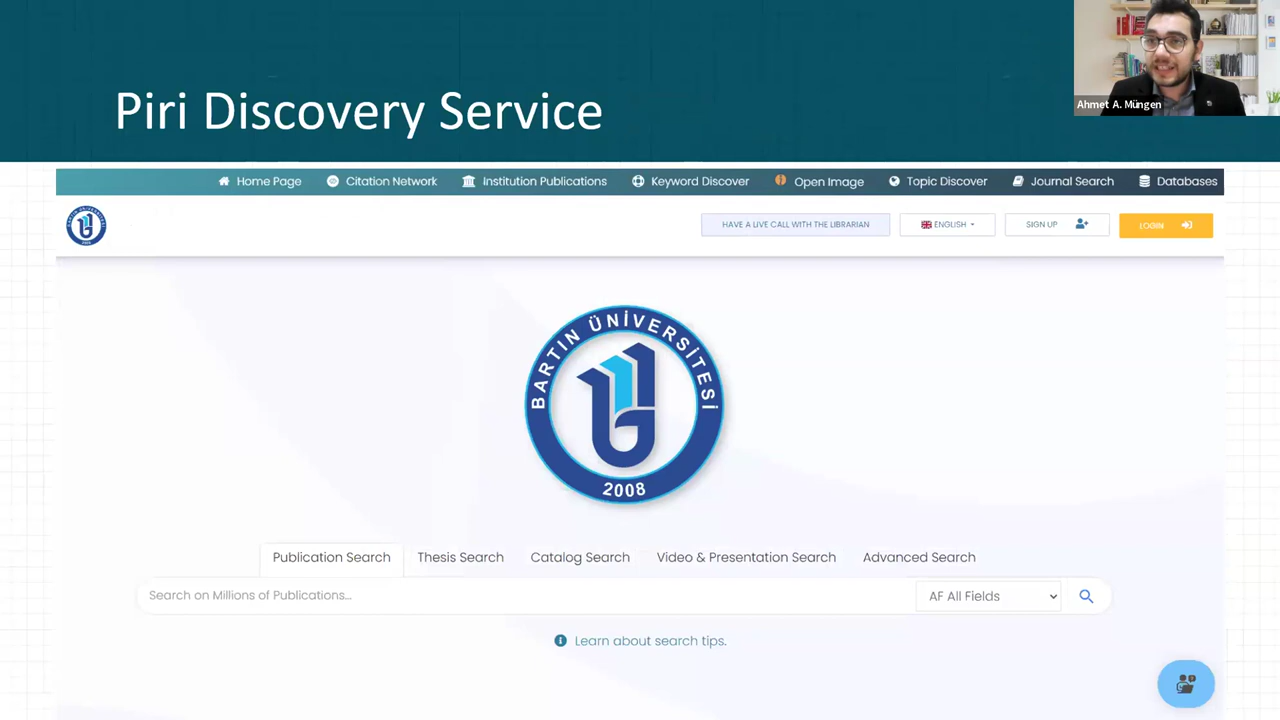 Piri Discovery Service
Ahmet A. Müngen
Home Page Citation Network Institution Publications Keyword Discover Open Image Topic Discover Journal Search Databases
HAVE A LIVE CALL WITH THE LIBRARIAN ENGLISH SIGN UP LOGIN
BARTIN ÜNİVERSİTESİ
2008
Publication Search Thesis Search Catalog Search Video & Presentation Search Advanced Search
Search on Millions of Publications... AF All Fields
Learn about search tips.